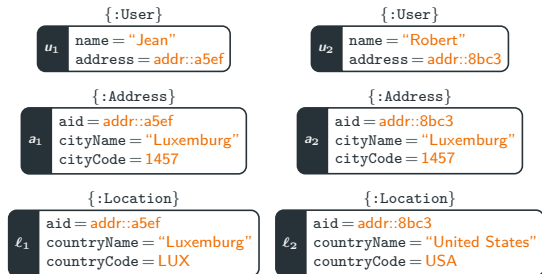 {:User}
u1 name = “Jean”
address = addr::a5ef
{:User}
u2 name = “Robert”
address = addr::8bc3
{:Address}
a1 aid = addr::a5ef
cityName = “Luxemburg”
cityCode = 1457
{:Address}
a2 aid = addr::8bc3
cityName = “Luxemburg”
cityCode = 1457
{:Location}
ℓ1 aid = addr::a5ef
countryName = “Luxemburg”
countryCode = LUX
{:Location}
ℓ2 aid = addr::8bc3
countryName = “United States”
countryCode = USA